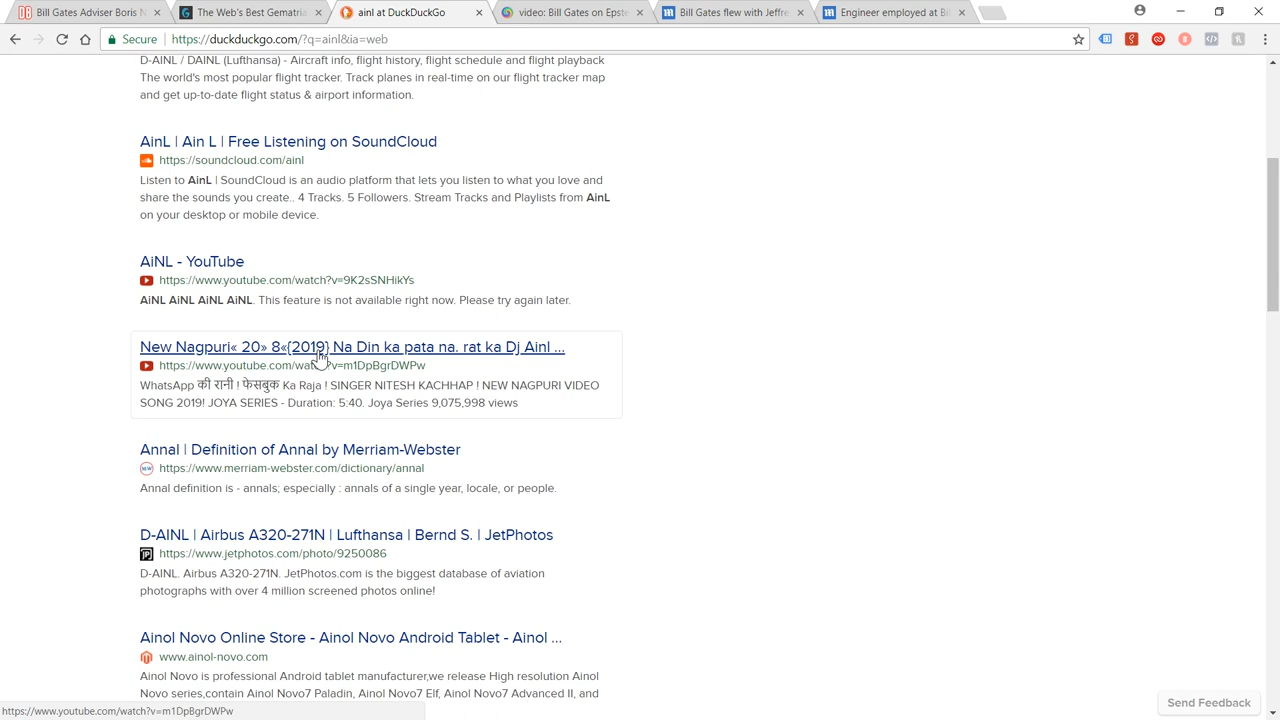 Bill Gates Adviser Boris N
The Web's Best Gematria
ainl at DuckDuckGo
video: Bill Gates on Epste
Bill Gates flew with Jeffre
Engineer employed at Bil
Secure
https://duckduckgo.com/?q=ainl&ia=web
D-AINL / DAINL (Lufthansa) - Aircraft info, flight history, flight schedule and flight playback
The world's most popular flight tracker. Track planes in real-time on our flight tracker map
and get up-to-date flight status & airport information.
AinL | Ain L | Free Listening on SoundCloud
https://soundcloud.com/ainl
Listen to AinL | SoundCloud is an audio platform that lets you listen to what you love and
share the sounds you create.. 4 Tracks. 5 Followers. Stream Tracks and Playlists from AinL
on your desktop or mobile device.
AiNL - YouTube
https://www.youtube.com/watch?v=9K2sSNHikYs
AiNL AiNL AiNL AiNL. This feature is not available right now. Please try again later.
New Nagpuri« 20» 8«{2019} Na Din ka pata na. rat ka Dj Ainl ...
https://www.youtube.com/watch?v=m1DpBgrDWPw
WhatsApp की रानी ! फेसबुक Ka Raja ! SINGER NITESH KACHHAP ! NEW NAGPURI VIDEO
SONG 2019! JOYA SERIES - Duration: 5:40. Joya Series 9,075,998 views
Annal | Definition of Annal by Merriam-Webster
https://www.merriam-webster.com/dictionary/annal
Annal definition is - annals; especially : annals of a single year, locale, or people.
D-AINL | Airbus A320-271N | Lufthansa | Bernd S. | JetPhotos
https://www.jetphotos.com/photo/9250086
D-AINL. Airbus A320-271N. JetPhotos.com is the biggest database of aviation
photographs with over 4 million screened photos online!
Ainol Novo Online Store - Ainol Novo Android Tablet - Ainol ...
www.ainol-novo.com
Ainol Novo is professional Android tablet manufacturer,we release High resolution Ainol
Novo series,contain Ainol Novo7 Paladin, Ainol Novo7 Elf, Ainol Novo7 Advanced II, and
Send Feedback
https://www.youtube.com/watch?v=m1DpBgrDWPw